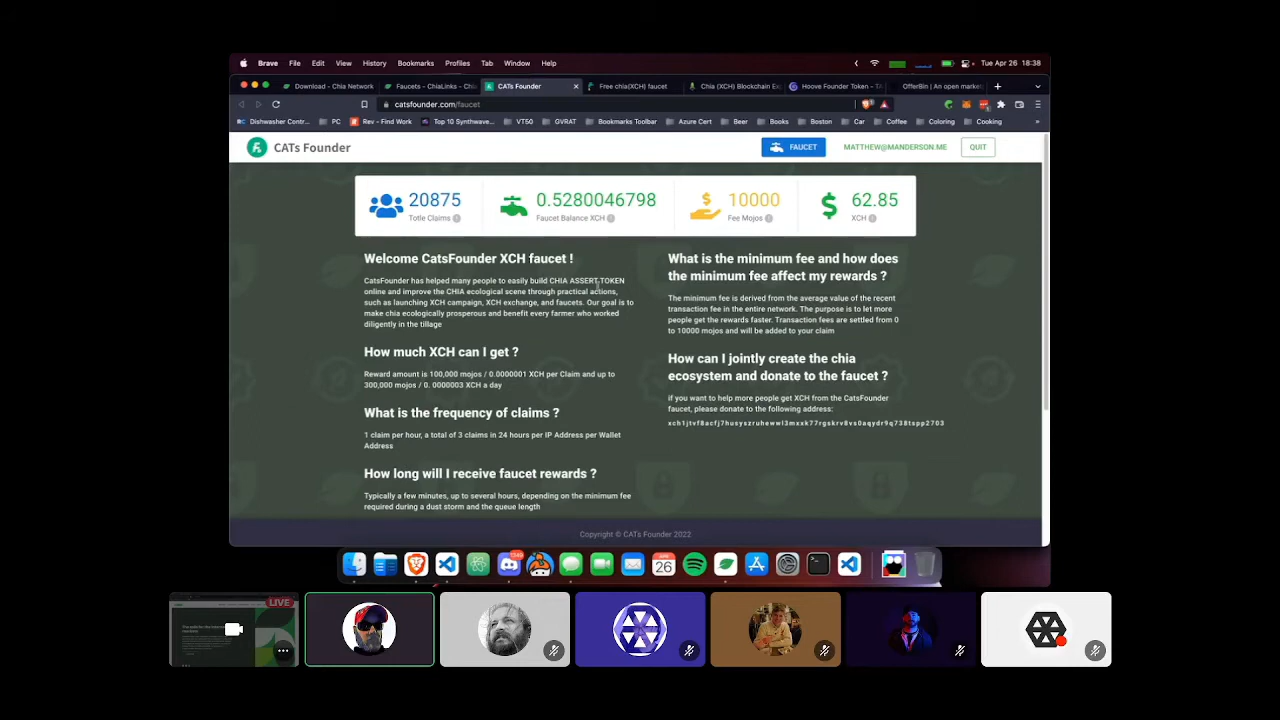 Brave File Edit View History Bookmarks Profiles Tab Window Help Tue Apr 26 18:38
Download - Chia Network Faucets - ChiaLinks - Chi CATs Founder Free chia(XCH) faucet Chia (XCH) Blockchain Ex Hoove Founder Token - TA OfferBin | An open market
catsfounder.com/faucet
Dishwasher Contr... PC Rev - Find Work Top 10 Synthwave... VT50 GVRAT Bookmarks Toolbar Azure Cert Beer Books Boston Car Coffee Coloring Cooking
CATs Founder FAUCET MATTHEW@MANDERSON.ME QUIT
20875 0.5280046798 10000 62.85
Totle Claims Faucet Balance XCH Fee Mojos XCH
Welcome CatsFounder XCH faucet !
CatsFounder has helped many people to easily build CHIA ASSERT TOKEN
online and improve the CHIA ecological scene through practical actions,
such as launching XCH campaign, XCH exchange, and faucets. Our goal is to
make chia ecologically prosperous and benefit every farmer who worked
diligently in the tillage
How much XCH can I get ?
Reward amount is 100,000 mojos / 0.0000001 XCH per Claim and up to
300,000 mojos / 0. 0000003 XCH a day
What is the frequency of claims ?
1 claim per hour, a total of 3 claims in 24 hours per IP Address per Wallet
Address
How long will I receive faucet rewards ?
Typically a few minutes, up to several hours, depending on the minimum fee
required during a dust storm and the queue length
What is the minimum fee and how does
the minimum fee affect my rewards ?
The minimum fee is derived from the average value of the recent
transaction fee in the entire network. The purpose is to let more
people get the rewards faster. Transaction fees are settled from 0
to 10000 mojos and will be added to your claim
How can I jointly create the chia
ecosystem and donate to the faucet ?
if you want to help more people get XCH from the CatsFounder
faucet, please donate to the following address:
xch1jtvf8acfj7husyszruhewwl3mxxk77rgskrv8vs0aqydr9q738tspp2703
Copyright © CATs Founder 2022
26
LIVE